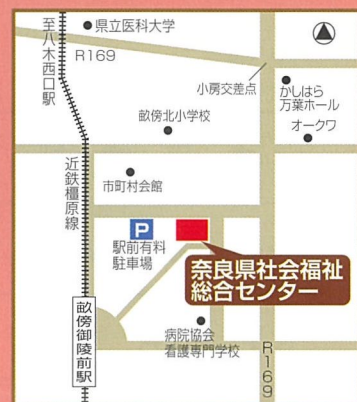 至八木西口駅
県立医科大学
R169
小房交差点
かしはら
万葉ホール
オークワ
畝傍北小学校
近鉄橿原線
市町村会館
P
駅前有料
駐車場
奈良県社会福祉
総合センター
畝傍御陵前駅
病院協会
看護専門学校
R169